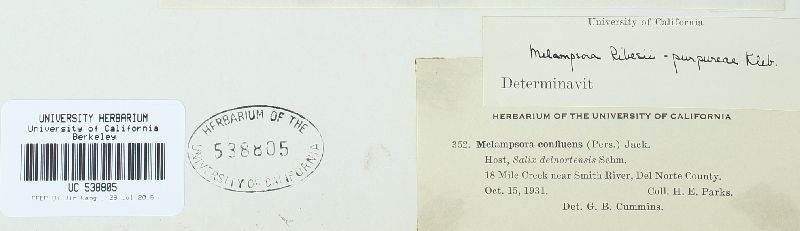 University of California
Melampsora Ribesii-purpureae Kleb.
Determinavit
HERBARIUM OF THE UNIVERSITY OF CALIFORNIA
352. Melampsora confluens (Pers.) Jack.
Host, Salix delnortensis Schm.
18 Mile Creek near Smith River, Del Norte County.
Oct. 15, 1931. Coll. H. E. Parks.
Det. G. B. Cummins.
HERBARIUM OF THE
538805
UNIVERSITY OF CALIFORNIA
UNIVERSITY HERBARIUM
University of California
Berkeley
UC 538805